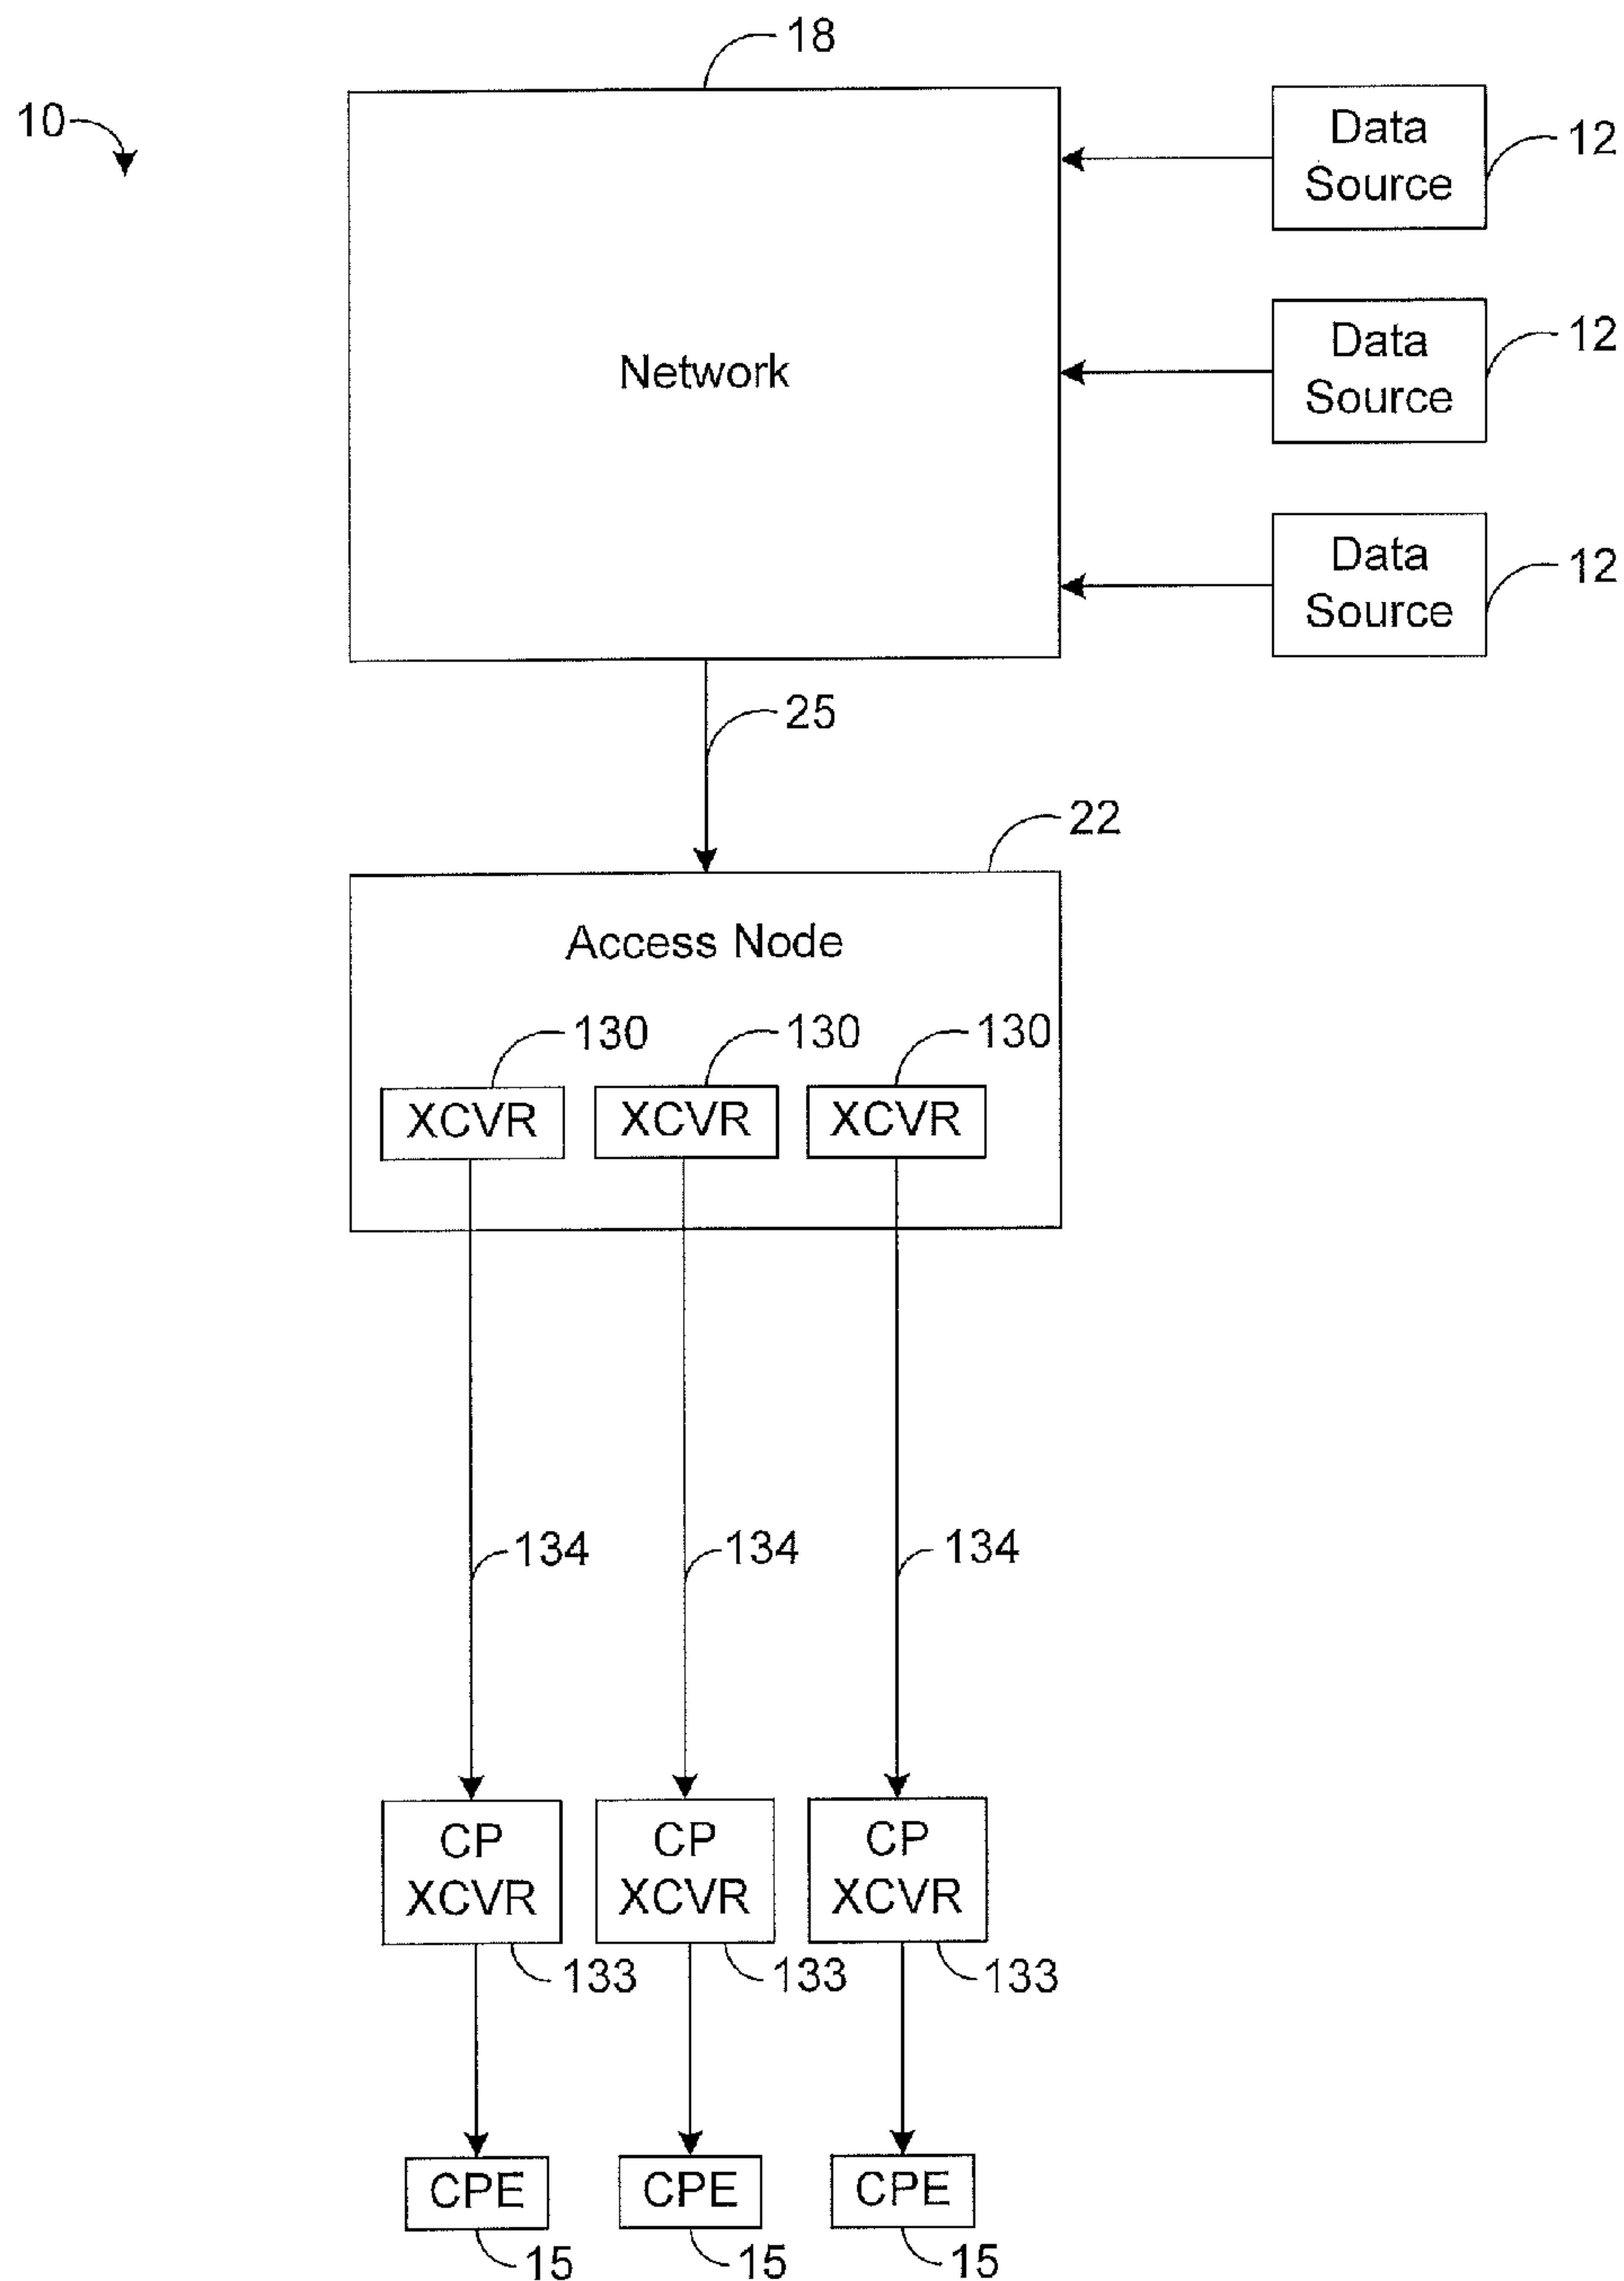 18
10
Data
Source
12
Network
Data
Source
12
Data
Source
12
25
22
Access Node
130
130
130
XCVR
XCVR
XCVR
134
134
134
CP
XCVR
CP
XCVR
CP
XCVR
133
133
133
CPE
CPE
CPE
15
15
15